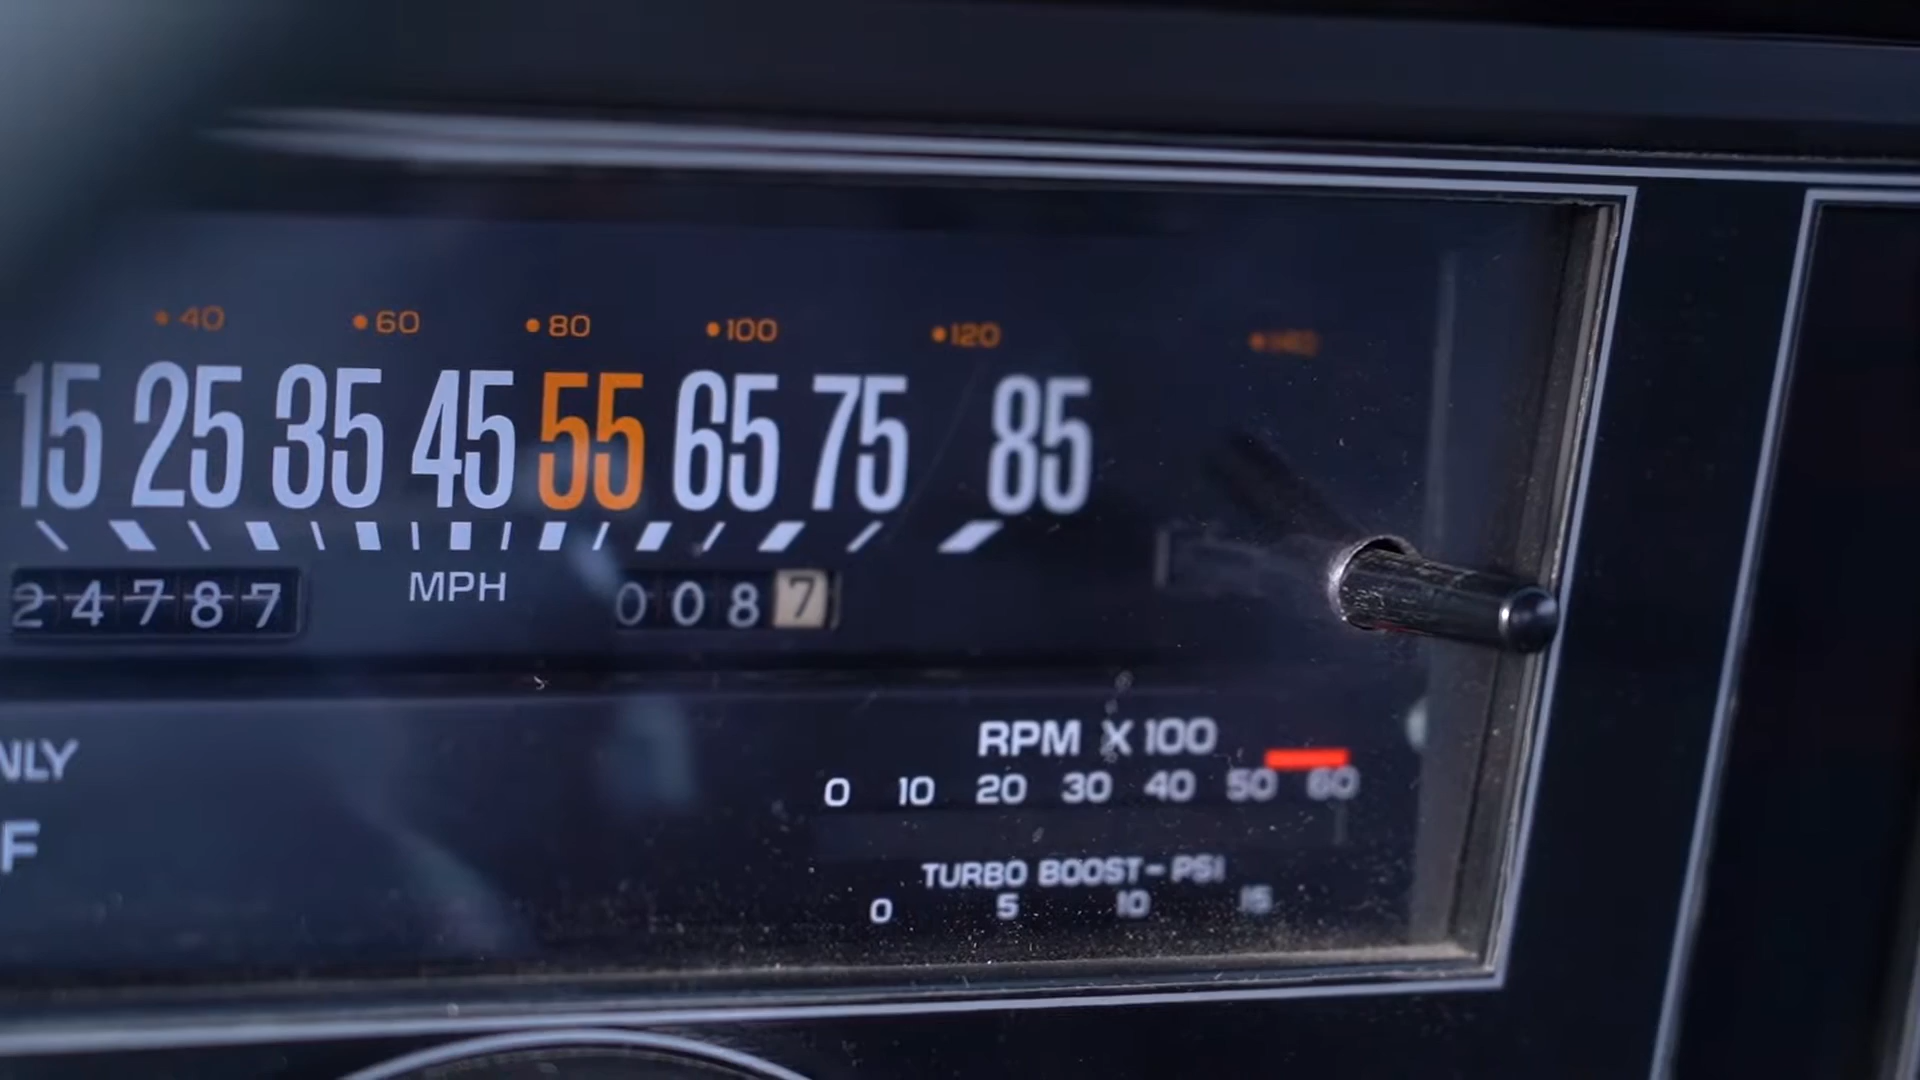 40 60 80 100 120 140
15 25 35 45 55 65 75 85
24787 MPH 0087
RPM X 100
0 10 20 30 40 50 60
NLY
F
TURBO BOOST-PSI
0 5 10 15